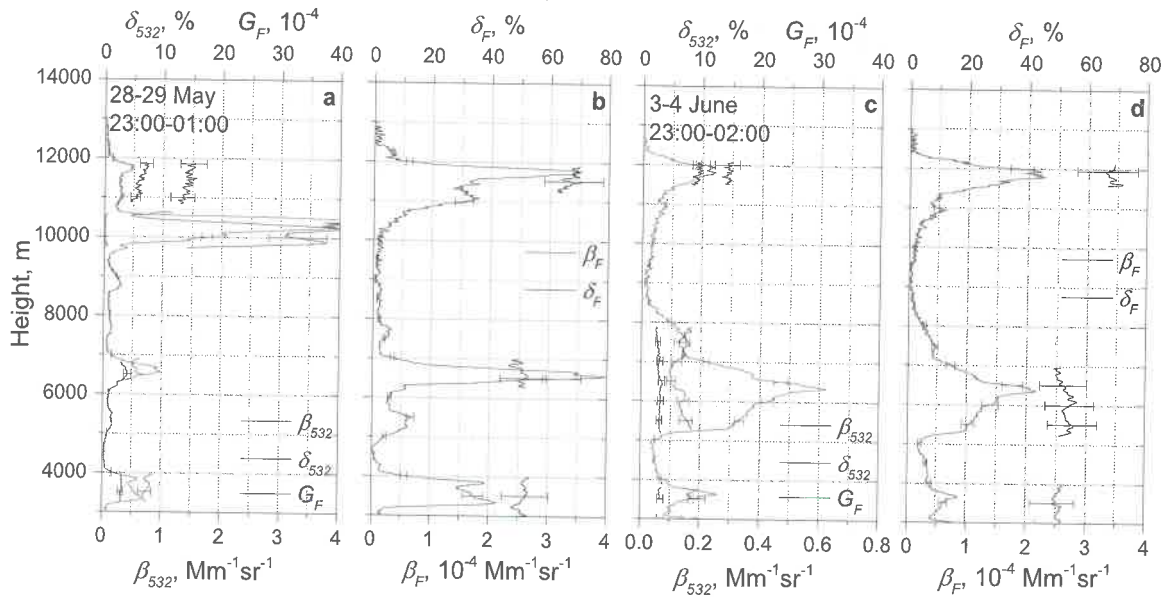 δ532, % GF, 10-4
δF, %
δ532, % GF, 10-4
δF, %
0 10 20 30 40
0 20 40 60 80
0 10 20 30 40
0 20 40 60 80
14000
12000
10000
8000
6000
4000
Height, m
28-29 May
23:00-01:00
a
β532
δ532
GF
b
βF
δF
3-4 June
23:00-02:00
c
β532
δ532
GF
d
βF
δF
0 1 2 3 4
0 1 2 3 4
0.0 0.2 0.4 0.6 0.8
0 1 2 3 4
β532, Mm-1sr-1
βF, 10-4 Mm-1sr-1
β532, Mm-1sr-1
βF, 10-4 Mm-1sr-1